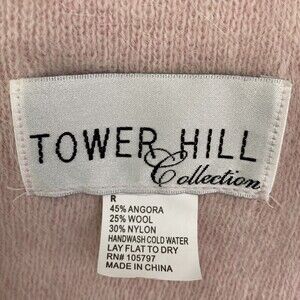 TOWER HILL
Collection
R
45% ANGORA
25% WOOL
30% NYLON
HANDWASH COLD WATER
LAY FLAT TO DRY
RN# 105797
MADE IN CHINA